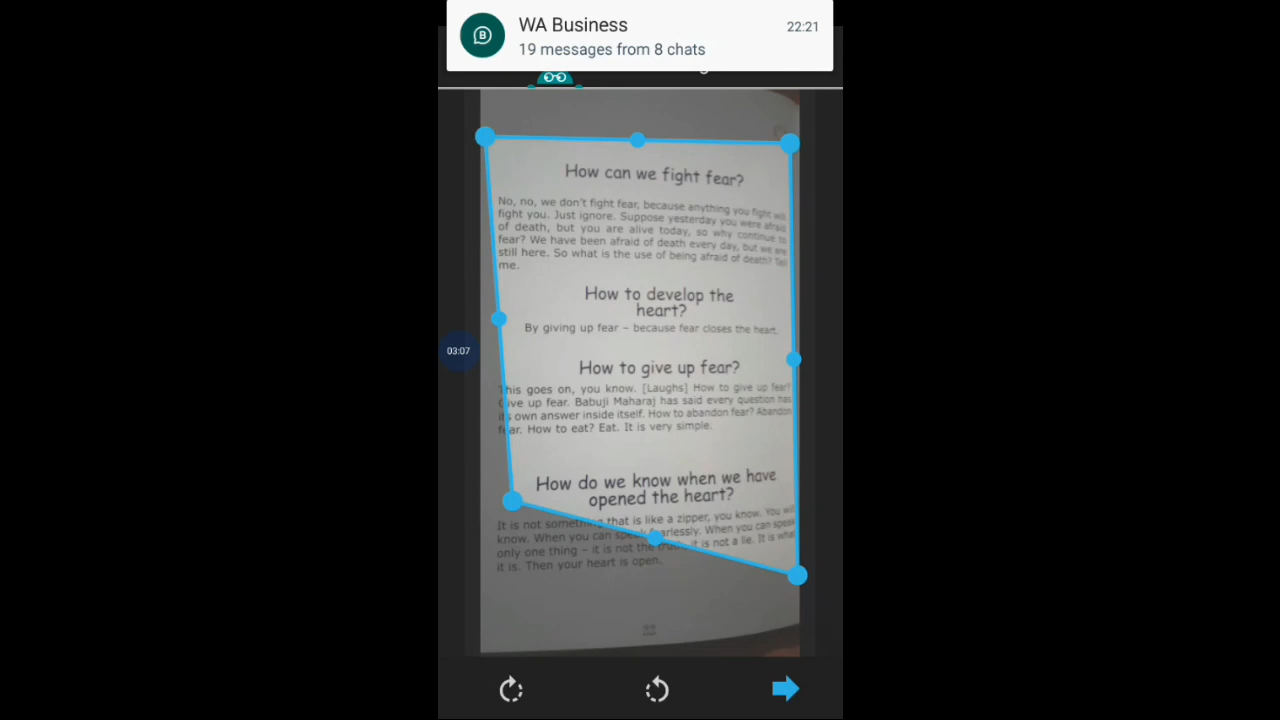 WA Business
22:21
19 messages from 8 chats
How can we fight fear?
No, no, we don't fight fear, because anything you fight will
fight you. Just ignore. Suppose yesterday you were afraid
of death, but you are alive today, so why continue to
fear? We have been afraid of death every day, but we are
still here. So what is the use of being afraid of death? Tell
me.
How to develop the
heart?
By giving up fear – because fear closes the heart.
03:07
How to give up fear?
This goes on, you know. [Laughs] How to give up fear?
Give up fear. Babuji Maharaj has said every question has
its own answer inside itself. How to abandon fear? Abandon
fear. How to eat? Eat. It is very simple.
How do we know when we have
opened the heart?
It is not something that is like a zipper, you know. You will
know. When you can speak fearlessly. When you can speak
only one thing – it is not the truth, it is not a lie. It is what
it is. Then your heart is open.